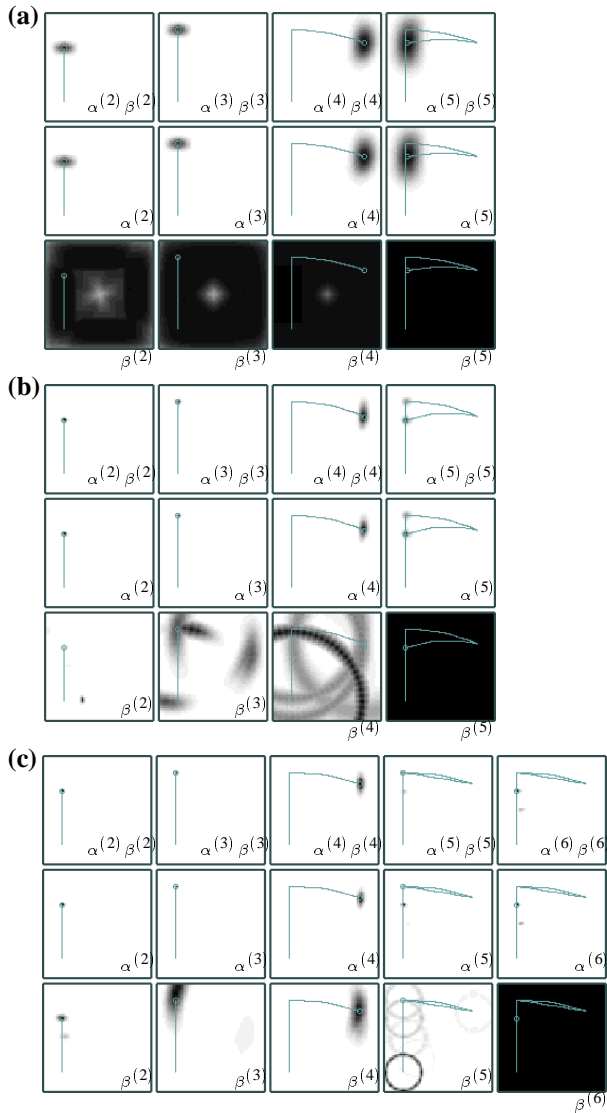 (a)
α(2) β(2) α(3) β(3) α(4) β(4) α(5) β(5)
α(2) α(3) α(4) α(5)
β(2) β(3) β(4) β(5)
(b)
α(2) β(2) α(3) β(3) α(4) β(4) α(5) β(5)
α(2) α(3) α(4) α(5)
β(2) β(3) β(4) β(5)
(c)
α(2) β(2) α(3) β(3) α(4) β(4) α(5) β(5) α(6) β(6)
α(2) α(3) α(4) α(5) α(6)
β(2) β(3) β(4) β(5) β(6)